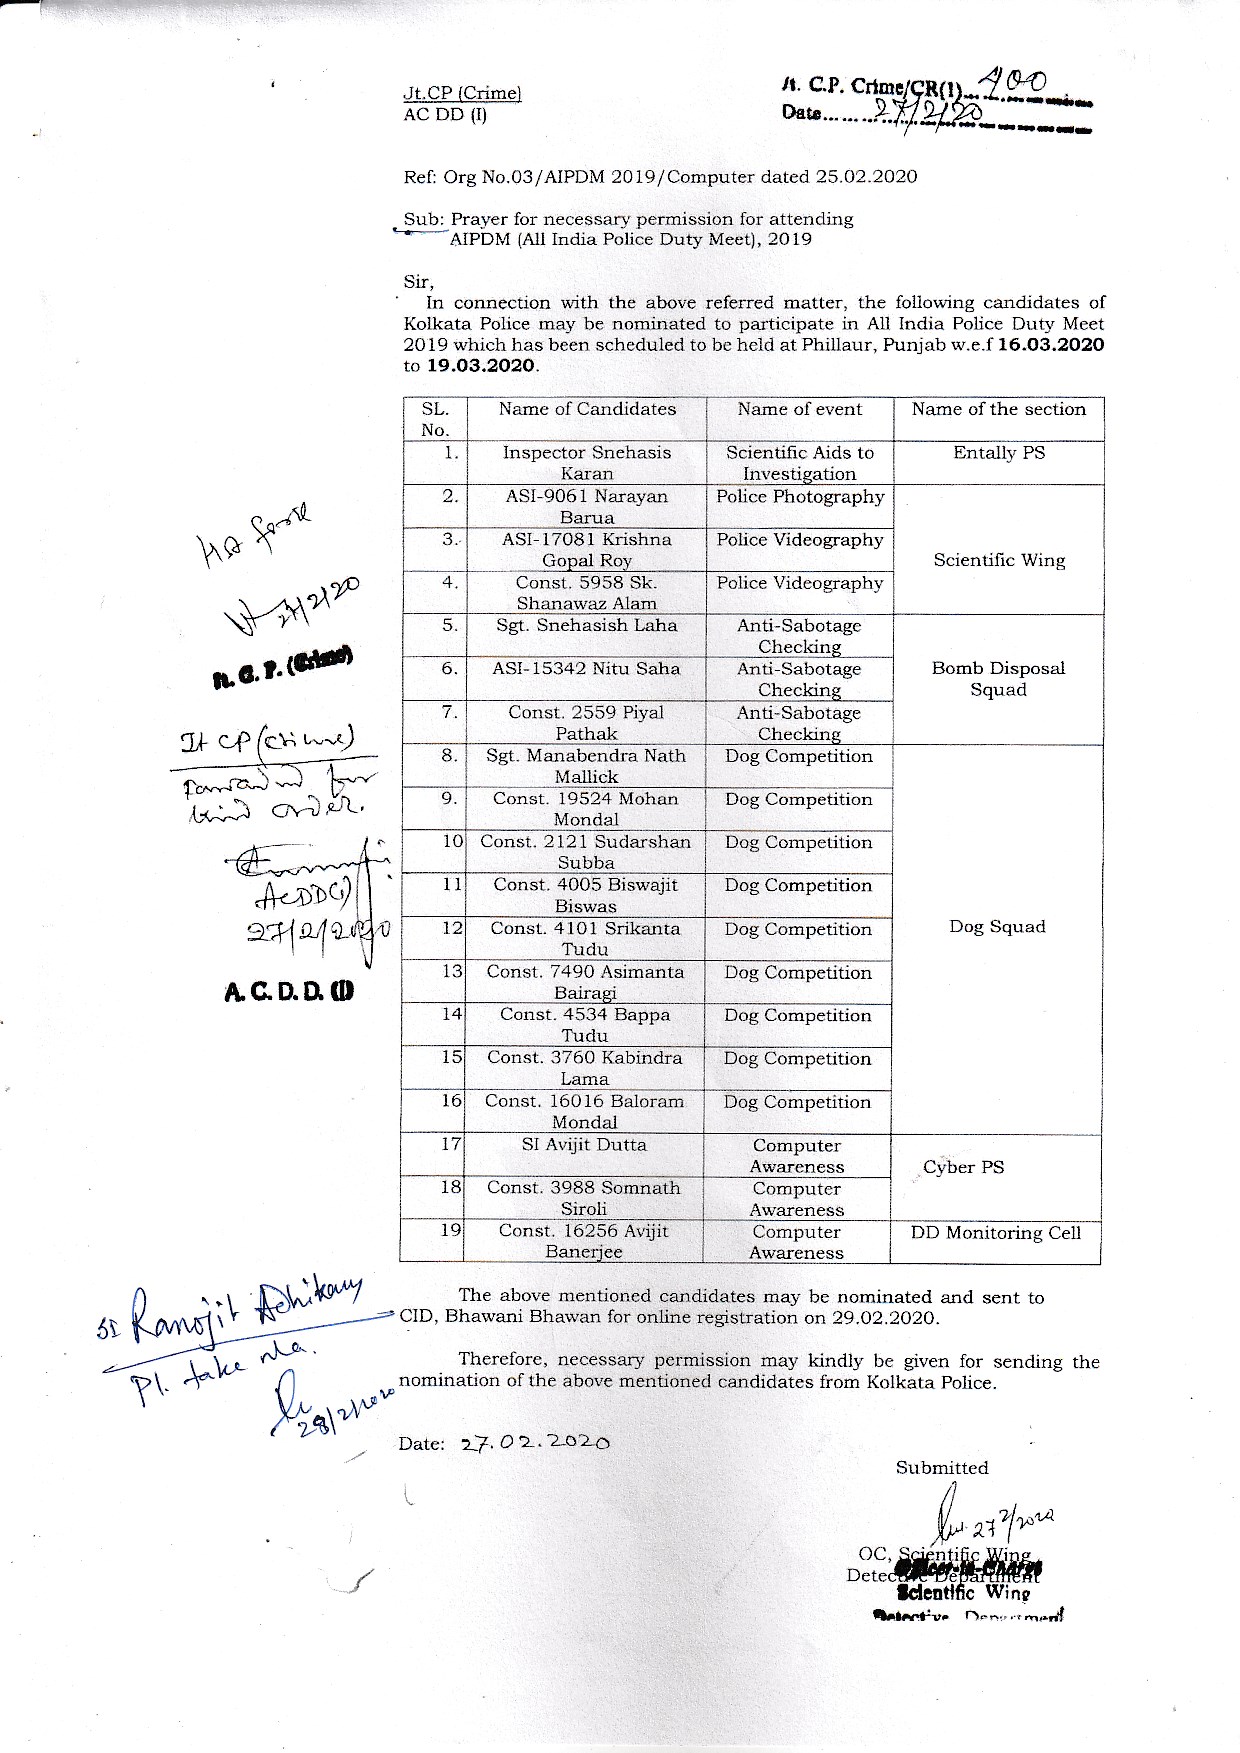 Jt.CP (Crime)
AC DD (I)
Jt. C.P. Crime/CR(1)...400
Date.......27/2/20
Ref: Org No.03/AIPDM 2019/Computer dated 25.02.2020
Sub: Prayer for necessary permission for attending
AIPDM (All India Police Duty Meet), 2019
Sir,
In connection with the above referred matter, the following candidates of
Kolkata Police may be nominated to participate in All India Police Duty Meet
2019 which has been scheduled to be held at Phillaur, Punjab w.e.f 16.03.2020
to 19.03.2020.
SL. No. Name of Candidates Name of event Name of the section
1. Inspector Snehasis Karan Scientific Aids to Investigation Entally PS
2. ASI-9061 Narayan Barua Police Photography
3. ASI-17081 Krishna Gopal Roy Police Videography Scientific Wing
4. Const. 5958 Sk. Shanawaz Alam Police Videography
5. Sgt. Snehasish Laha Anti-Sabotage Checking
6. ASI-15342 Nitu Saha Anti-Sabotage Checking Bomb Disposal Squad
7. Const. 2559 Piyal Pathak Anti-Sabotage Checking
8. Sgt. Manabendra Nath Mallick Dog Competition
9. Const. 19524 Mohan Mondal Dog Competition
10 Const. 2121 Sudarshan Subba Dog Competition
11 Const. 4005 Biswajit Biswas Dog Competition
12 Const. 4101 Srikanta Tudu Dog Competition Dog Squad
13 Const. 7490 Asimanta Bairagi Dog Competition
14 Const. 4534 Bappa Tudu Dog Competition
15 Const. 3760 Kabindra Lama Dog Competition
16 Const. 16016 Baloram Mondal Dog Competition
17 SI Avijit Dutta Computer Awareness Cyber PS
18 Const. 3988 Somnath Siroli Computer Awareness
19 Const. 16256 Avijit Banerjee Computer Awareness DD Monitoring Cell
27/2/20
Jt. C. P. (Crime)
Jt CP (Crime)
Forwarded for
kind order.
ACDD(I)
27/2/2020
A. C. D. D. (I)
The above mentioned candidates may be nominated and sent to
CID, Bhawani Bhawan for online registration on 29.02.2020.
Therefore, necessary permission may kindly be given for sending the
nomination of the above mentioned candidates from Kolkata Police.
SI Ranojit Adhikary
Pl. take n/a.
28/2/2020
Date: 27.02.2020
Submitted
27/2/2020
OC, Scientific Wing
Detective Department
Officer-in-Charge
Scientific Wing
Detective Department